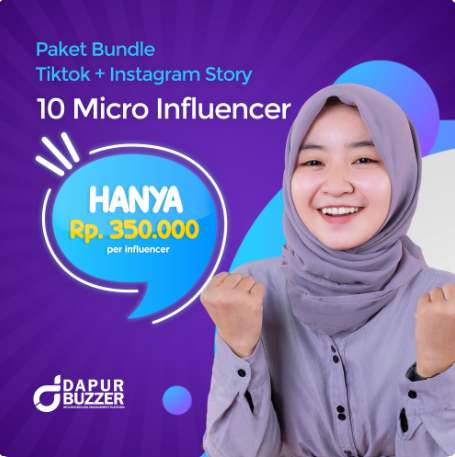 Paket Bundle
Tiktok + Instagram Story
10 Micro Influencer
HANYA
Rp. 350.000
per influencer
DAPUR
BUZZER